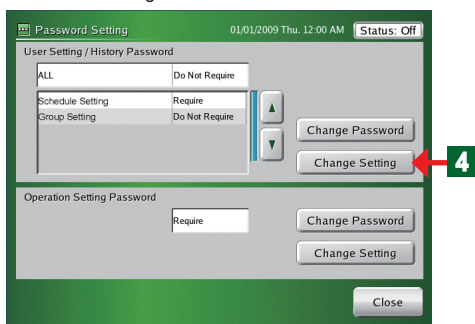 Password Setting 01/01/2009 Thu. 12:00 AM Status: Off
User Setting / History Password
ALL Do Not Require
Schedule Setting Require
Group Setting Do Not Require
Change Password
Change Setting 4
Operation Setting Password
Require Change Password
Change Setting
Close